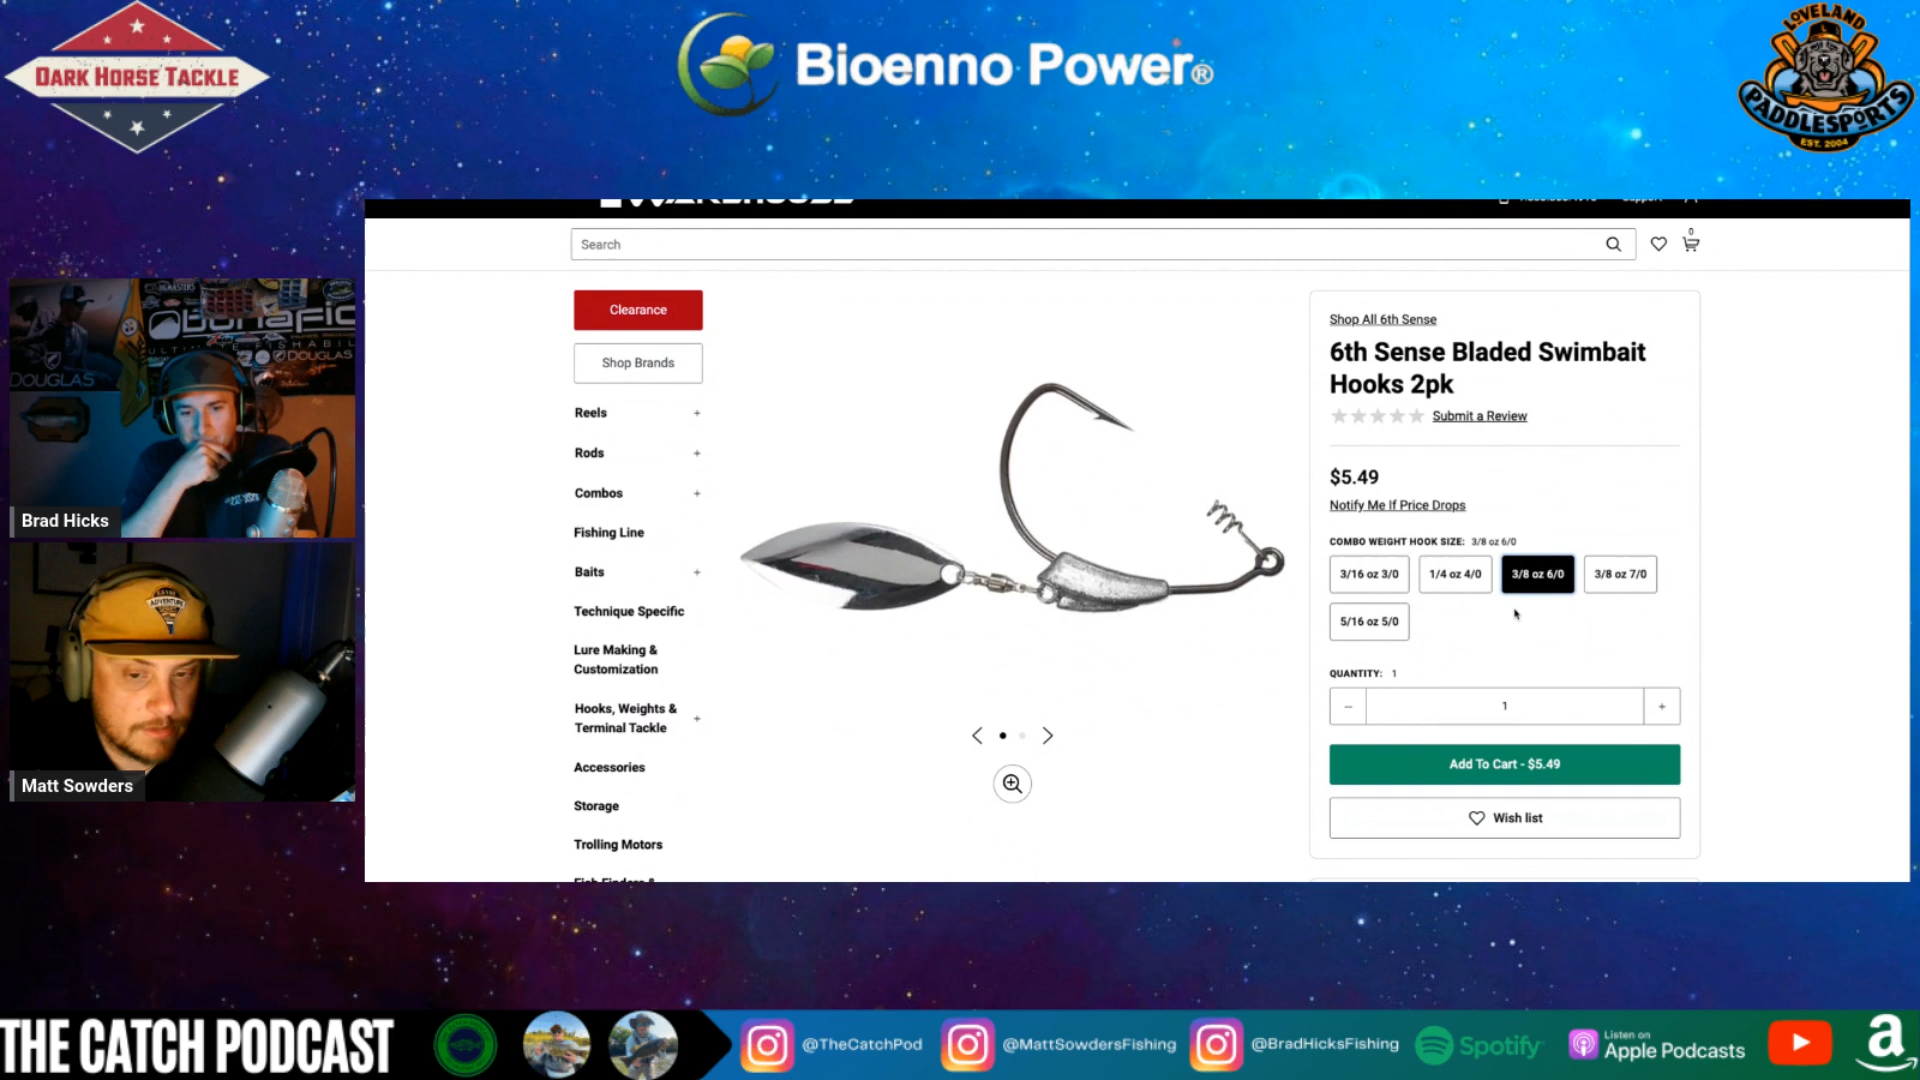 DARK HORSE TACKLE
Bioenno Power®
LOVELAND
PADDLESPORTS
EST. 2004
Search
0
Clearance
Shop Brands
Reels +
Rods +
Combos +
Fishing Line
Baits +
Technique Specific
Lure Making &
Customization
Hooks, Weights &
Terminal Tackle +
Accessories
Storage
Trolling Motors
Shop All 6th Sense
6th Sense Bladed Swimbait
Hooks 2pk
Submit a Review
$5.49
Notify Me If Price Drops
COMBO WEIGHT HOOK SIZE: 3/8 oz 6/0
3/16 oz 3/0
1/4 oz 4/0
3/8 oz 6/0
3/8 oz 7/0
5/16 oz 5/0
QUANTITY: 1
− 1 +
Add To Cart - $5.49
Wish list
DOUGLAS
DOUGLAS
Brad Hicks
ADVENTURE
Matt Sowders
THE CATCH PODCAST
@TheCatchPod
@MattSowdersFishing
@BradHicksFishing
Spotify
Listen on
Apple Podcasts
a